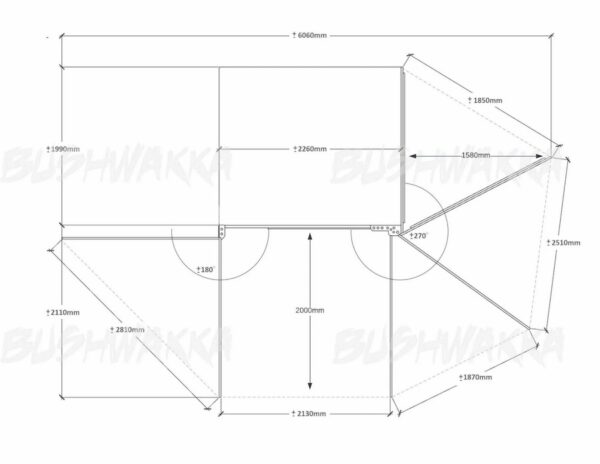 ± 6060mm
± 1850mm
±1990mm
±2260mm
1580mm
BUSHWAKKA
BUSHWAKKA
±270°
±2510mm
±180°
2000mm
±2110mm
±2810mm
BUSHWAKKA
BUSHWAKKA
±1870mm
± 2130mm